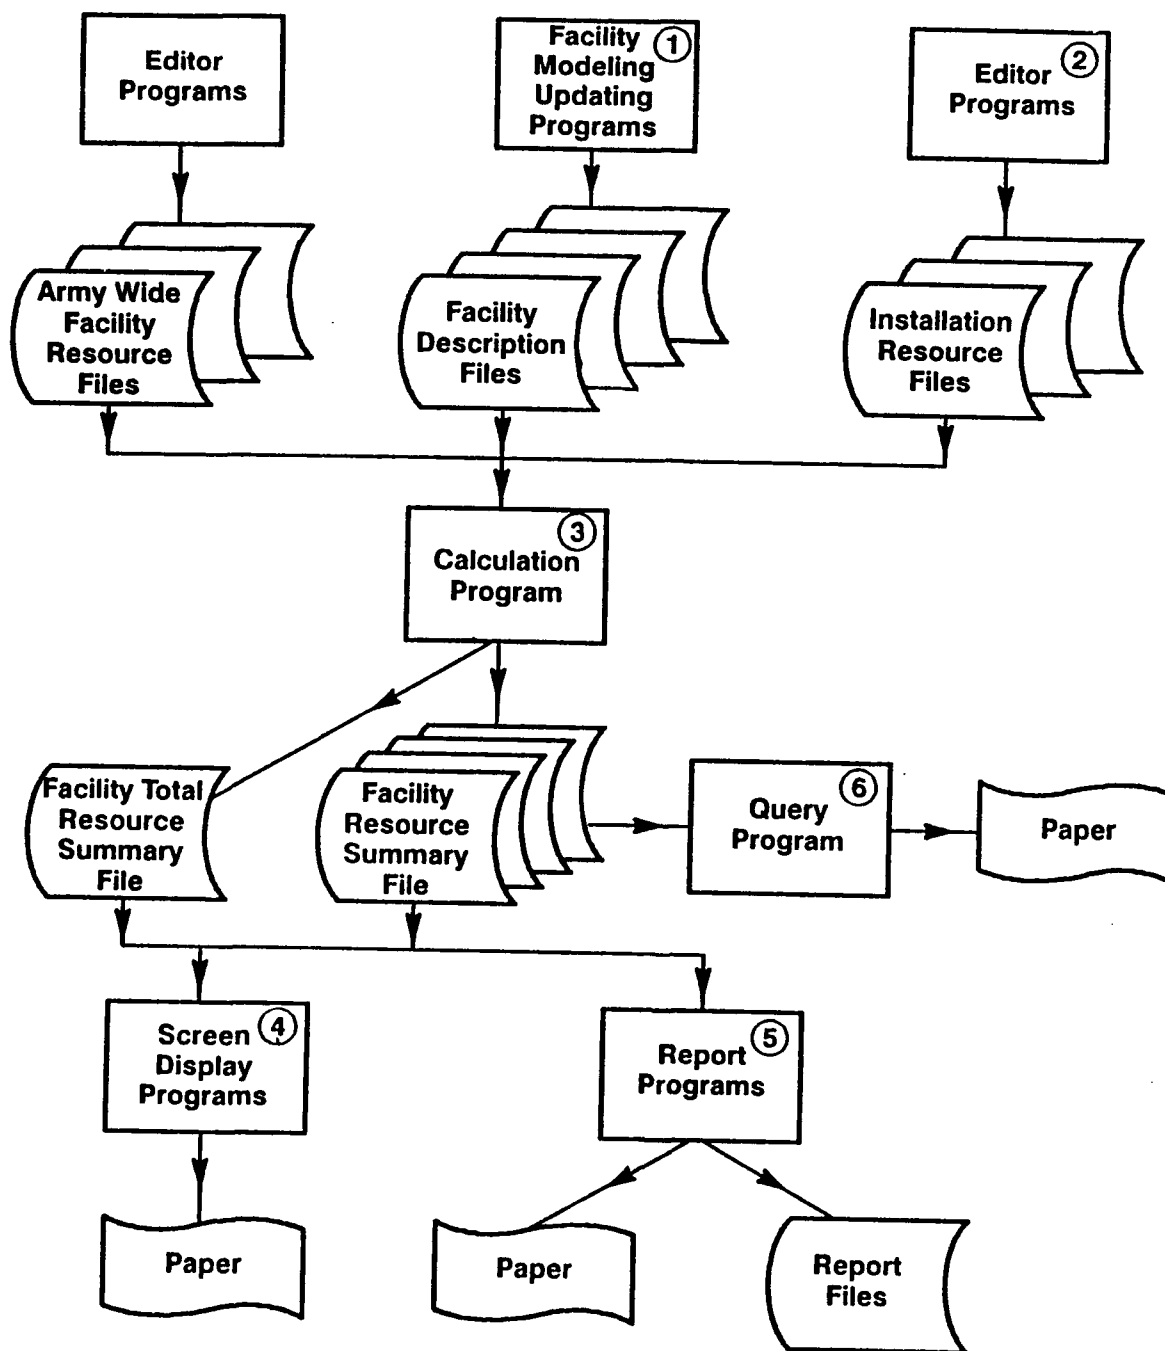 Editor
Programs
Facility
Modeling
Updating
Programs
1
Editor
Programs
2
Army Wide
Facility
Resource
Files
Facility
Description
Files
Installation
Resource
Files
Calculation
Program
3
Facility Total
Resource
Summary
File
Facility
Resource
Summary
File
Query
Program
6
Paper
Screen
Display
Programs
4
Report
Programs
5
Paper
Paper
Report
Files